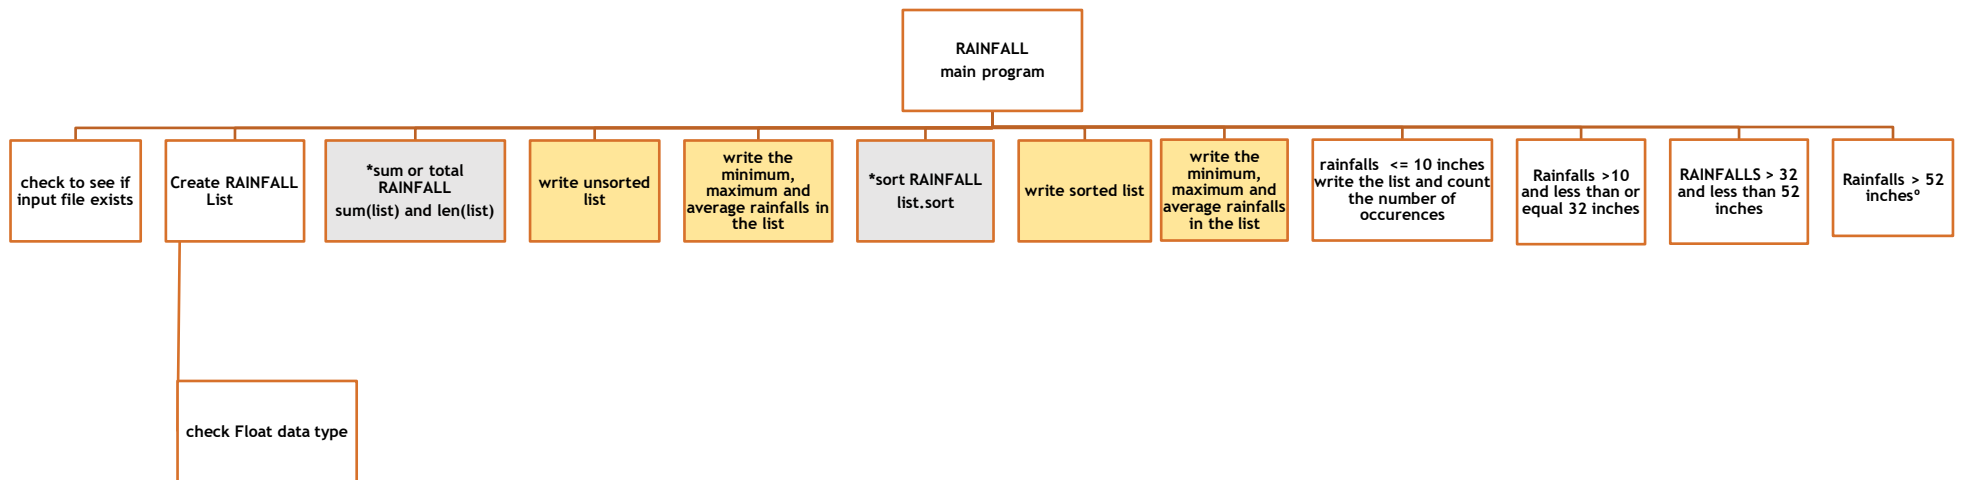 RAINFALL
main program
check to see if
input file exists
Create RAINFALL
List
*sum or total
RAINFALL
sum(list) and len(list)
write unsorted
list
write the
minimum,
maximum and
average rainfalls in
the list
*sort RAINFALL
list.sort
write sorted list
write the
minimum,
maximum and
average rainfalls
in the list
rainfalls <= 10 inches
write the list and count
the number of
occurences
Rainfalls >10
and less than or
equal 32 inches
RAINFALLS > 32
and less than 52
inches
Rainfalls > 52
inches°
check Float data type